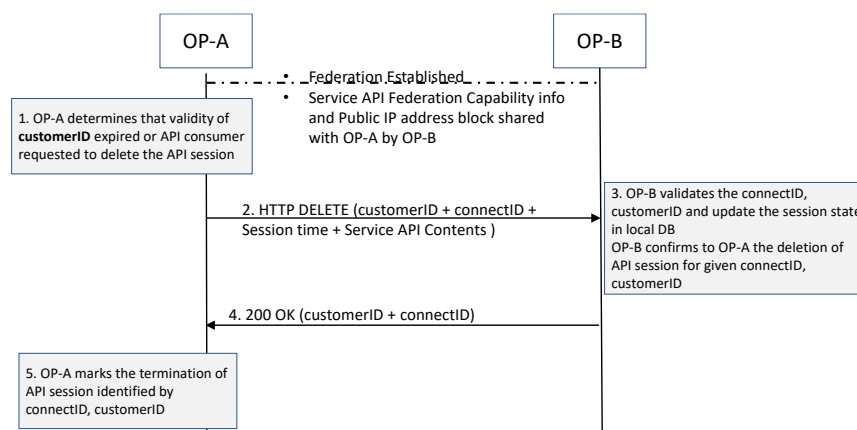 OP-A
OP-B
• Federation Established
• Service API Federation Capability info
and Public IP address block shared
with OP-A by OP-B
1. OP-A determines that validity of
customerID expired or API consumer
requested to delete the API session
2. HTTP DELETE (customerID + connectID +
Session time + Service API Contents )
3. OP-B validates the connectID,
customerID and update the session state
in local DB
OP-B confirms to OP-A the deletion of
API session for given connectID,
customerID
4. 200 OK (customerID + connectID)
5. OP-A marks the termination of
API session identified by
connectID, customerID